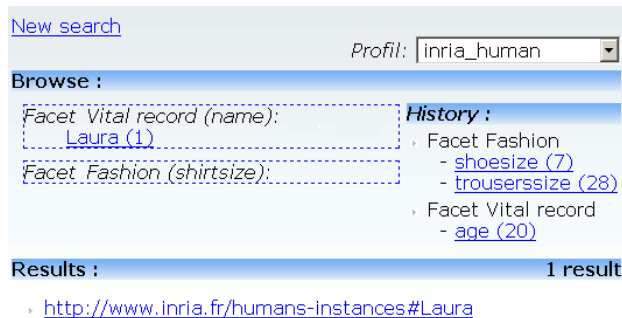 New search
Profil: inria_human
Browse :
Facet Vital record (name):
Laura (1)
Facet Fashion (shirtsize):
History :
Facet Fashion
- shoesize (7)
- trouserssize (28)
Facet Vital record
- age (20)
Results : 1 result
http://www.inria.fr/humans-instances#Laura